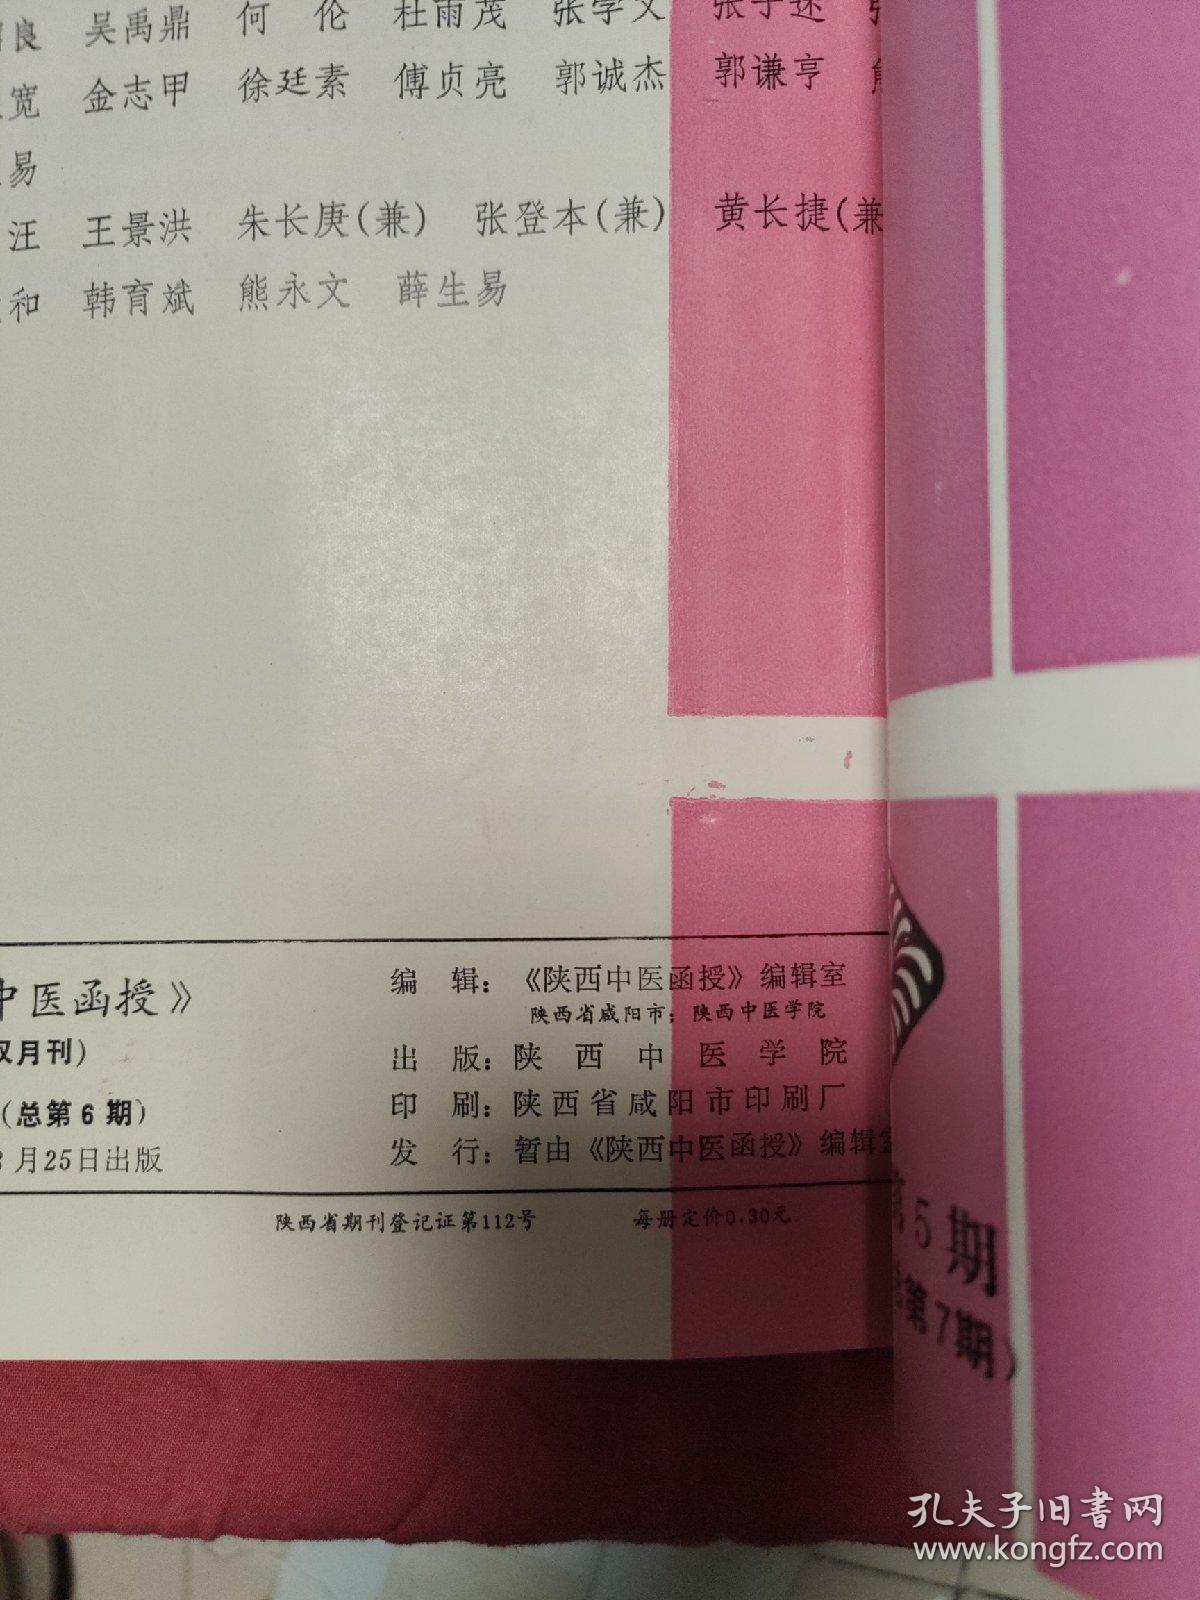 良 吴禹鼎 何伦 杜雨茂 张学文
宽 金志甲 徐廷素 傅贞亮 郭诚杰 郭谦亨
易
汪 王景洪 朱长庚(兼) 张登本(兼) 黄长捷(兼
和 韩育斌 熊永文 薛生易
中医函授》
双月刊)
(总第6期)
月25日出版
编 辑:《陕西中医函授》编辑室
陕西省咸阳市:陕西中医学院
出 版:陕西中医学院
印 刷:陕西省咸阳市印刷厂
发 行:暂由《陕西中医函授》编辑室
陕西省期刊登记证第112号 每册定价0.30元
第5期
总第7期)
孔夫子旧书网
www.kongfz.com